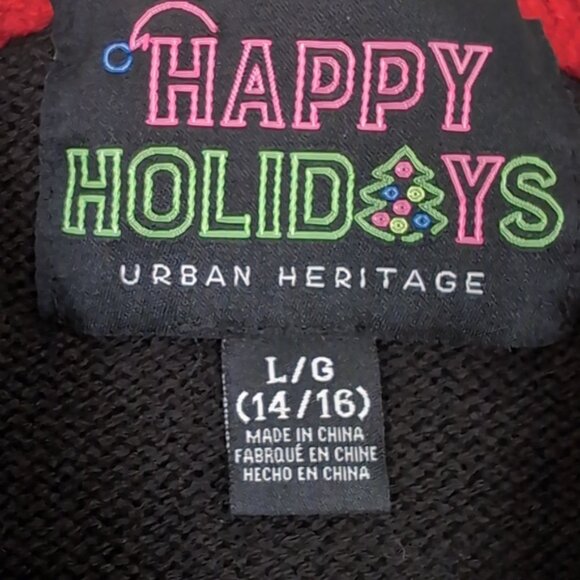 HAPPY
HOLIDAYS
URBAN HERITAGE
L/G
(14/16)
MADE IN CHINA
FABRQUÉ EN CHINE
HECHO EN CHINA